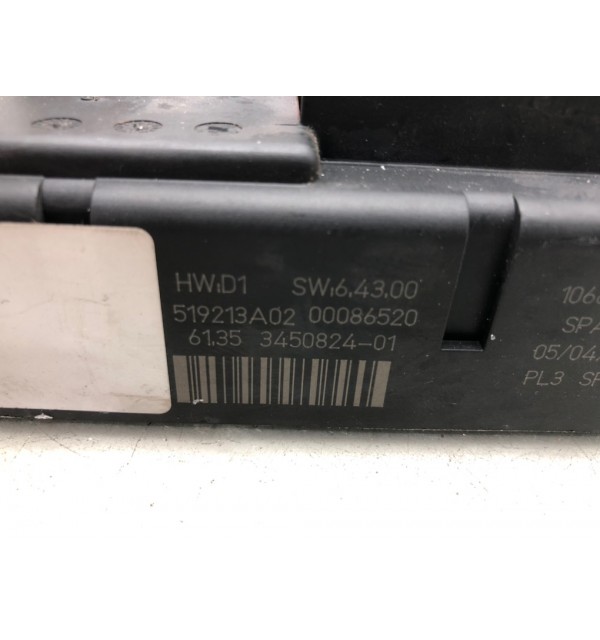 HW:D1 SW:6.43.00
519213A02 00086520
61.35 3450824-01
SPA
05/04
PL3